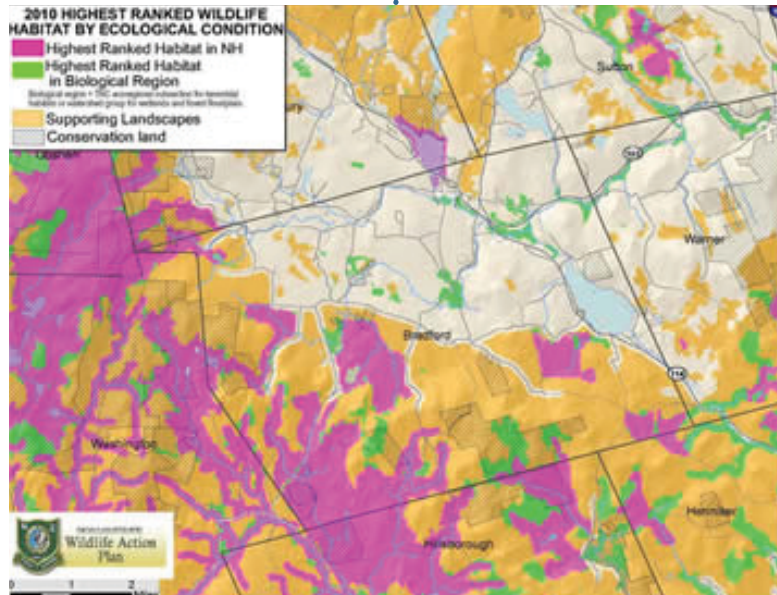 2010 HIGHEST RANKED WILDLIFE
HABITAT BY ECOLOGICAL CONDITION
Highest Ranked Habitat in NH
Highest Ranked Habitat
in Biological Region
Supporting Landscapes
Conservation land
Sutton
103
Warner
Bradford
114
Washington
Henniker
Hillsborough
Wildlife Action
Plan
0 1 2